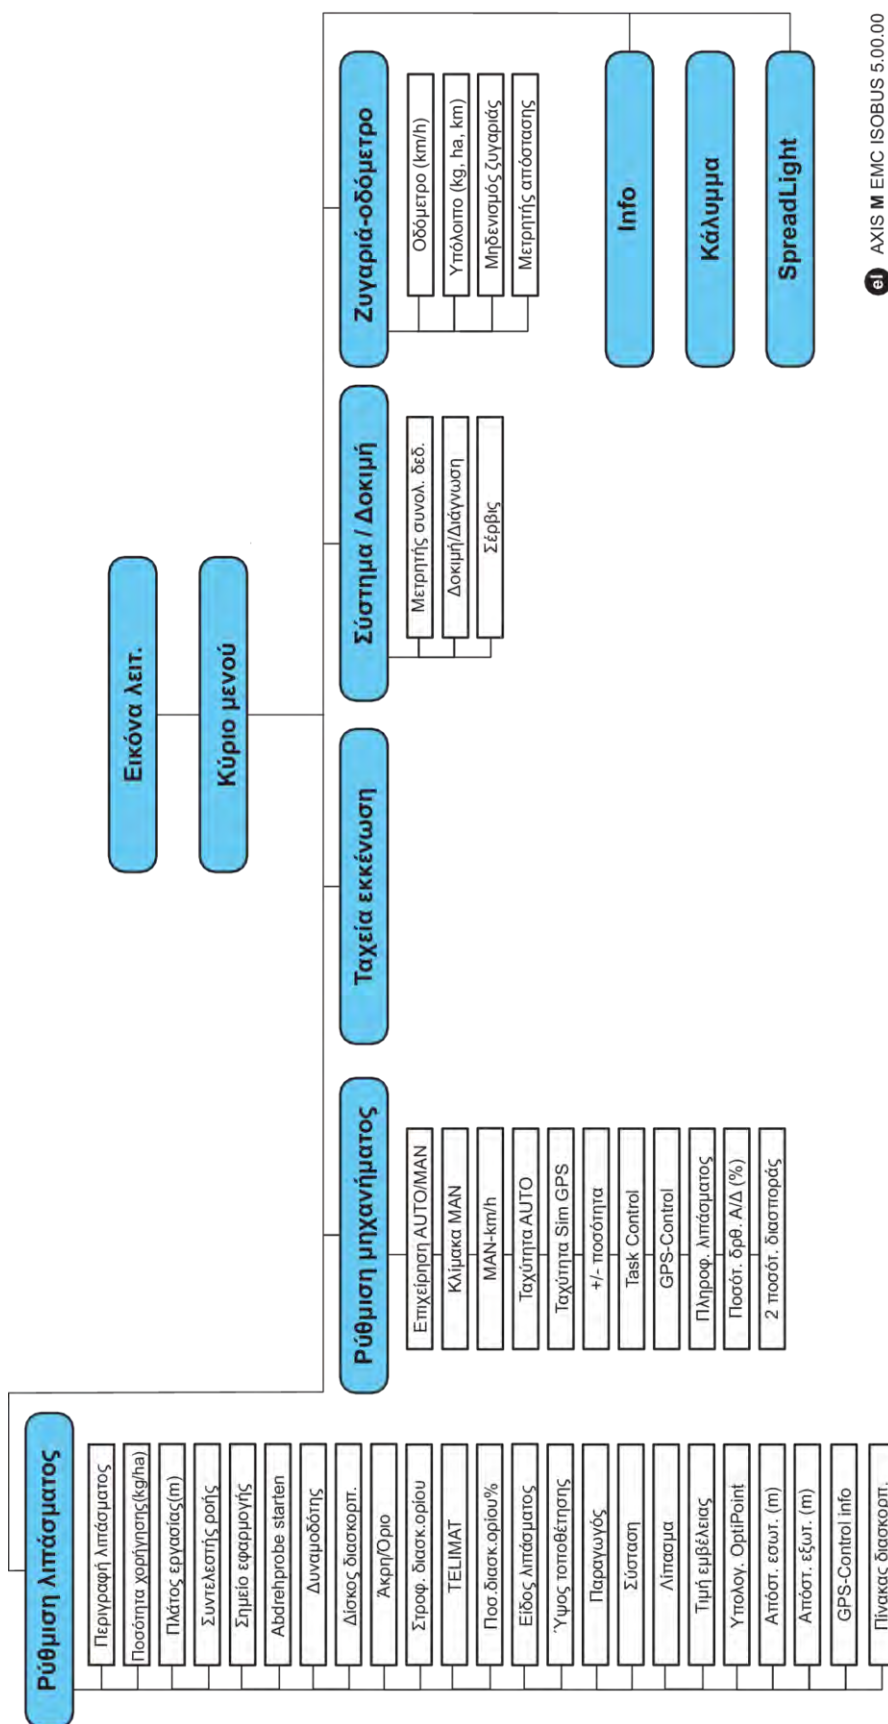 Εικόνα λειτ.
Κύριο μενού
Ρύθμιση λιπάσματος
Περιγραφή λιπάσματος
Ποσότητα χορήγησης(kg/ha)
Πλάτος εργασίας(m)
Συντελεστής ροής
Σημείο εφαρμογής
Abdrehprobe starten
Δυναμοδότης
Δίσκος διασκορπ.
Άκρη/Όριο
Στροφ. διασκ.ορίου
TELIMAT
Ποσ.διασκ.ορίου%
Είδος λιπάσματος
Ύψος τοποθέτησης
Παραγωγός
Σύσταση
Λίπασμα
Τιμή εμβέλειας
Υπολογ. OptiPoint
Απόστ. εσωτ. (m)
Απόστ. εξωτ. (m)
GPS-Control info
Πίνακας διασκορπ.
Ρύθμιση μηχανήματος
Επιχείρηση AUTO/MAN
Κλίμακα MAN
MAN-km/h
Ταχύτητα AUTO
Ταχύτητα Sim GPS
+/- ποσότητα
Task Control
GPS-Control
Πληροφ. λιπάσματος
Ποσότ. δρθ. Α/Δ (%)
2 ποσότ. διασποράς
Ταχεία εκκένωση
Σύστημα / Δοκιμή
Μετρητής συνολ. δεδ.
Δοκιμή/Διάγνωση
Σέρβις
Ζυγαριά-οδόμετρο
Οδόμετρο (km/h)
Υπόλοιπο (kg, ha, km)
Μηδενισμός ζυγαριάς
Μετρητής απόστασης
Info
Κάλυμμα
SpreadLight
el AXIS M EMC ISOBUS 5.00.00